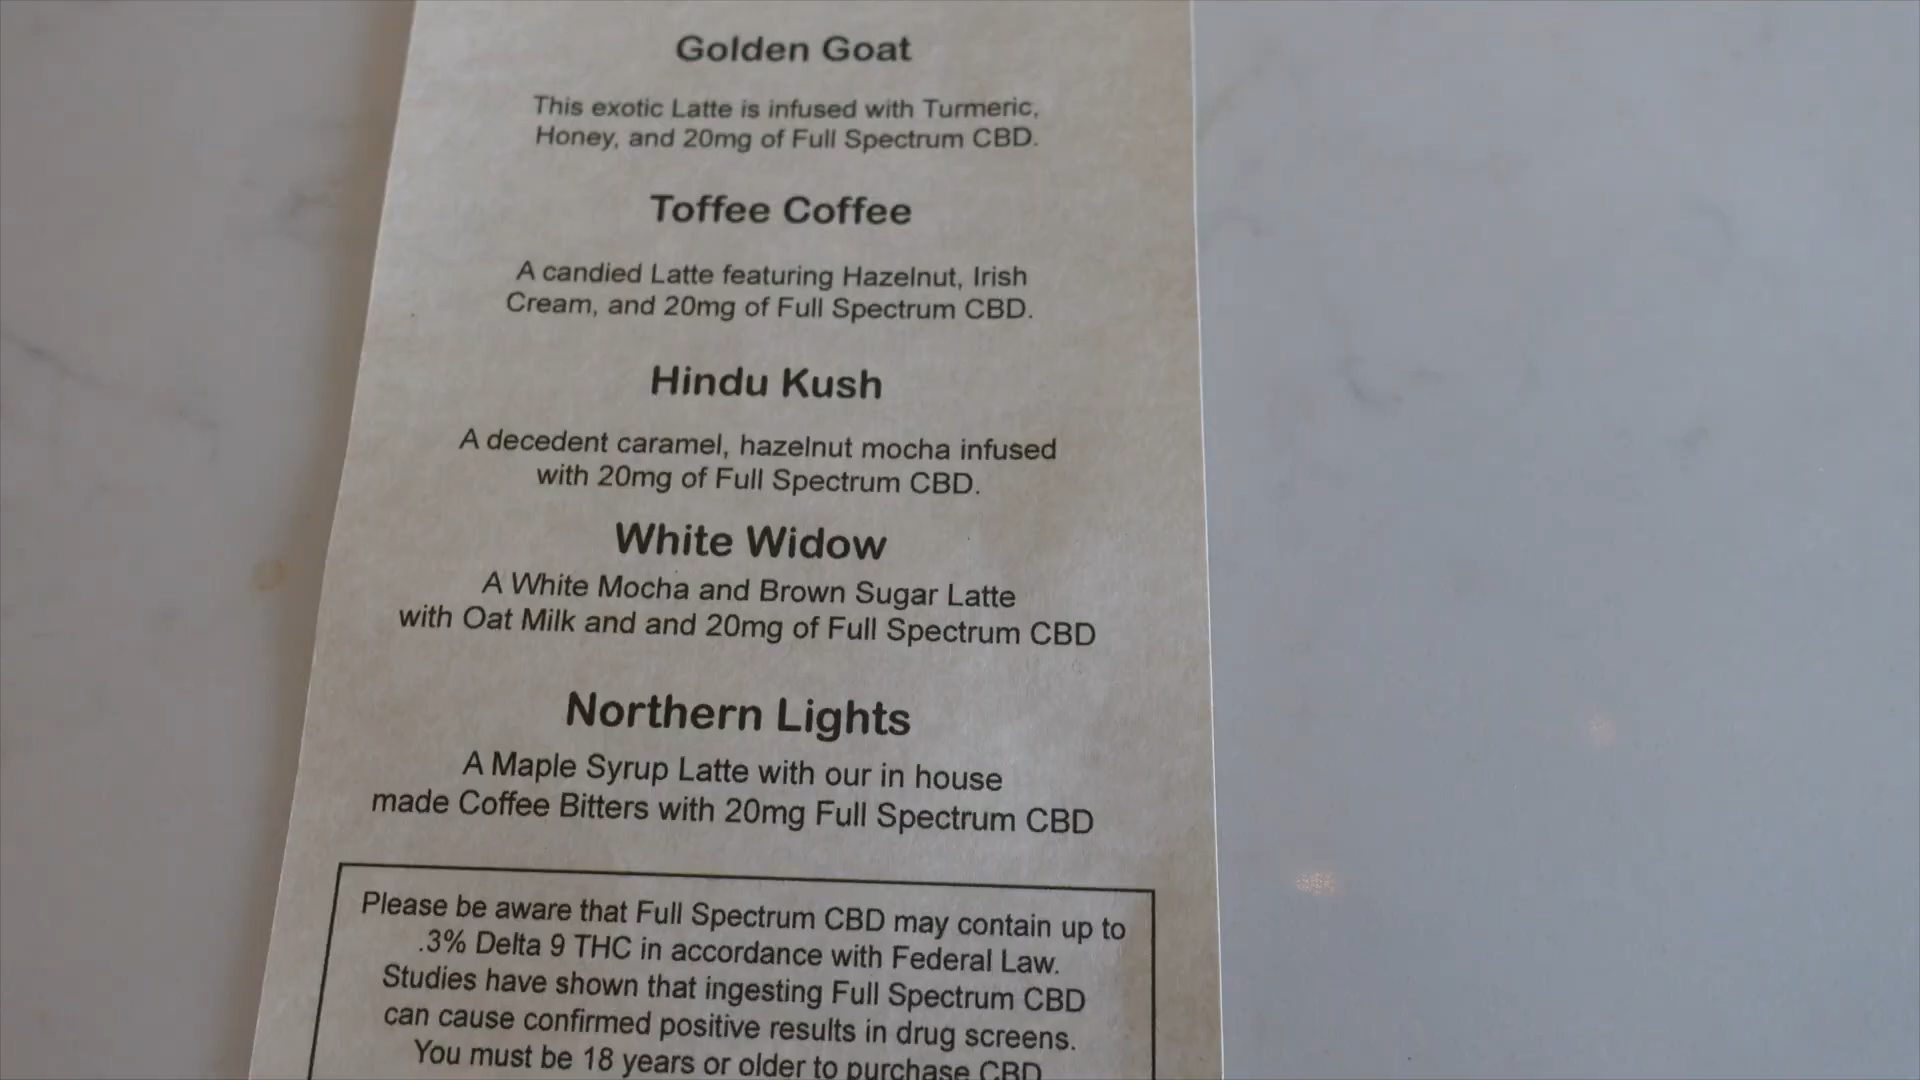 Golden Goat
This exotic Latte is infused with Turmeric,
Honey, and 20mg of Full Spectrum CBD.
Toffee Coffee
A candied Latte featuring Hazelnut, Irish
Cream, and 20mg of Full Spectrum CBD.
Hindu Kush
A decedent caramel, hazelnut mocha infused
with 20mg of Full Spectrum CBD.
White Widow
A White Mocha and Brown Sugar Latte
with Oat Milk and and 20mg of Full Spectrum CBD
Northern Lights
A Maple Syrup Latte with our in house
made Coffee Bitters with 20mg Full Spectrum CBD
Please be aware that Full Spectrum CBD may contain up to
.3% Delta 9 THC in accordance with Federal Law.
Studies have shown that ingesting Full Spectrum CBD
can cause confirmed positive results in drug screens.
You must be 18 years or older to purchase CBD